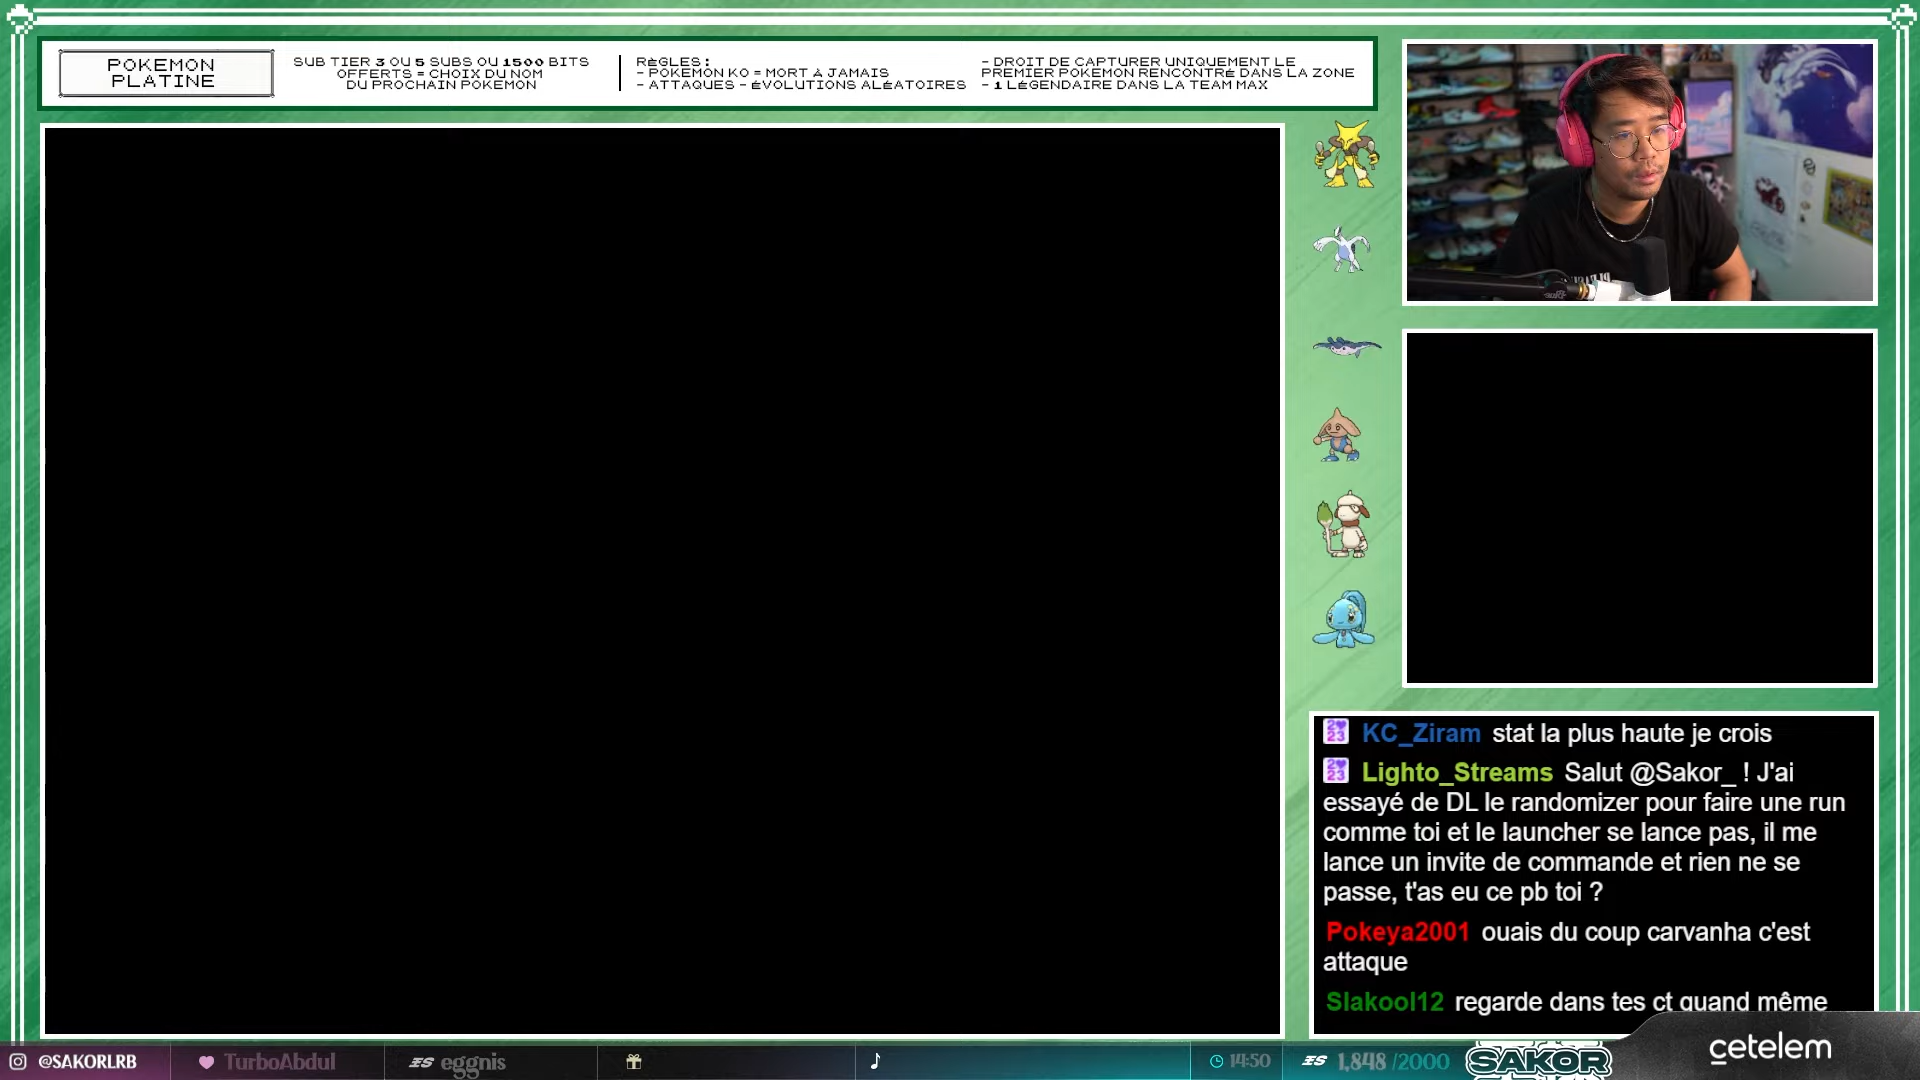 POKEMON
PLATINE
SUB TIER 3 OU 5 SUBS OU 1500 BITS
OFFERTS = CHOIX DU NOM
DU PROCHAIN POKEMON
RÈGLES :
- POKEMON KO = MORT À JAMAIS
- ATTAQUES - ÉVOLUTIONS ALÉATOIRES
- DROIT DE CAPTURER UNIQUEMENT LE
PREMIER POKEMON RENCONTRÉ DANS LA ZONE
- 1 LÉGENDAIRE DANS LA TEAM MAX
KC_Ziram stat la plus haute je crois
Lighto_Streams Salut @Sakor_ ! J'ai
essayé de DL le randomizer pour faire une run
comme toi et le launcher se lance pas, il me
lance un invite de commande et rien ne se
passe, t'as eu ce pb toi ?
Pokeya2001 ouais du coup carvanha c'est
attaque
Slakool12 regarde dans tes ct quand même
@SAKORLRB
TurboAbdul
eggnis
14:50
1,848 /2000
SAKOR
cetelem